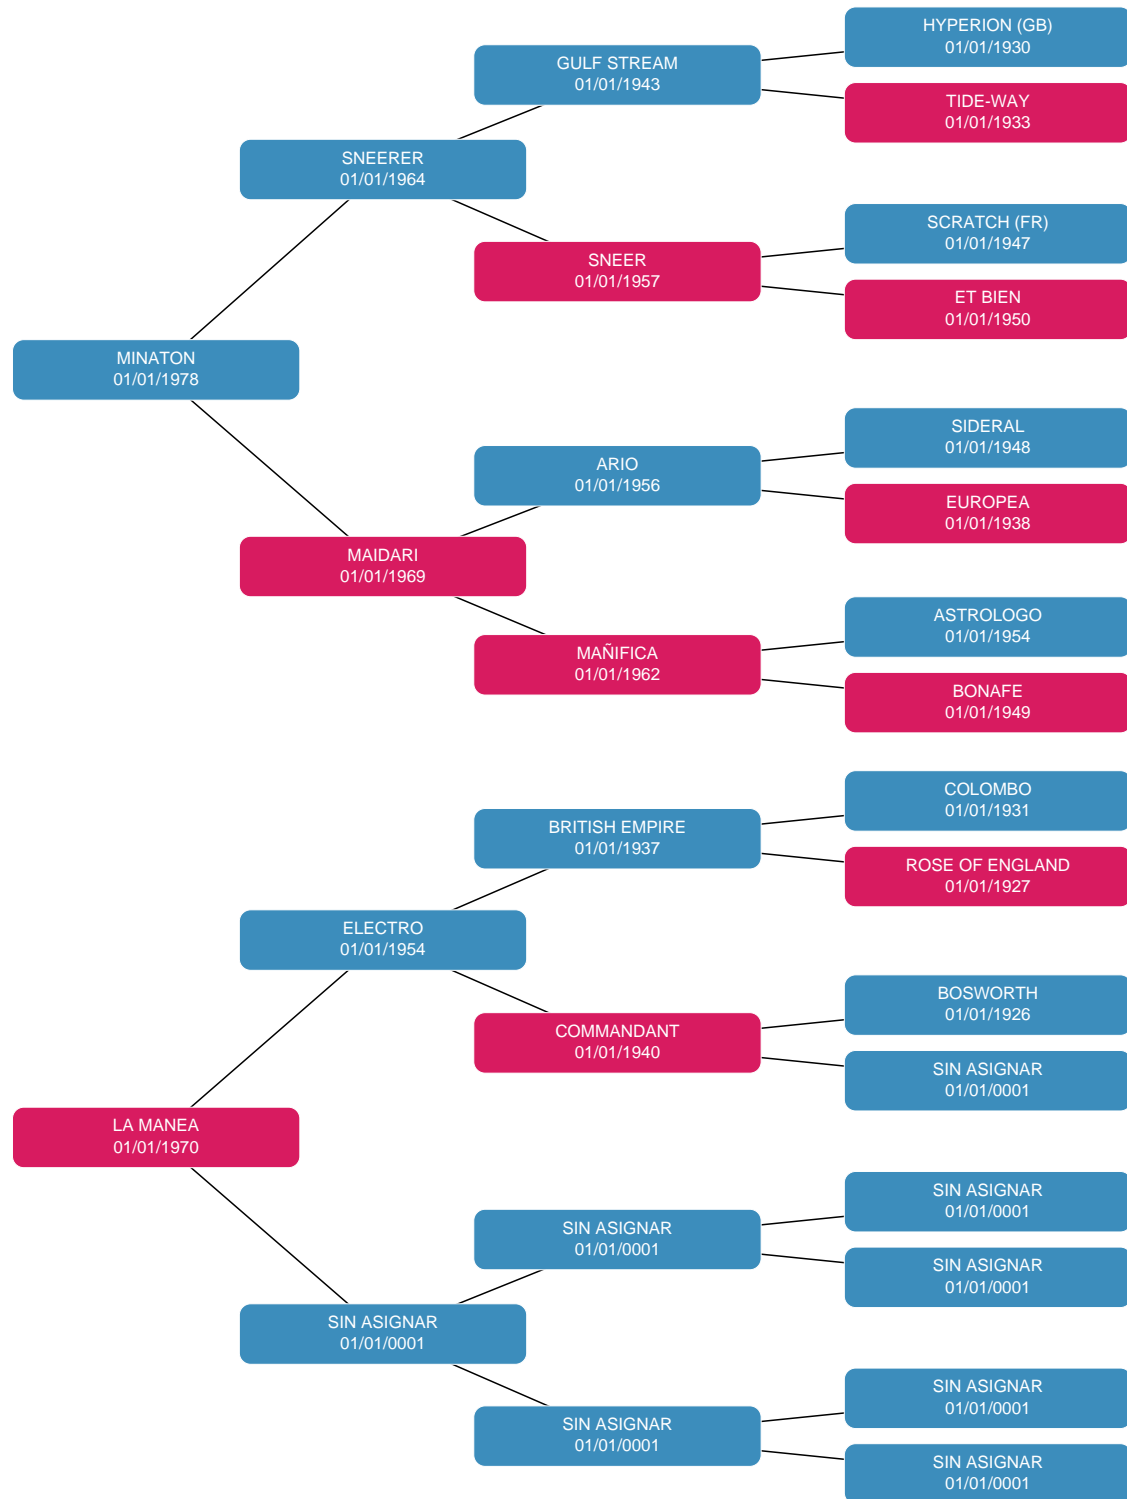 HYPERION (GB)
01/01/1930
GULF STREAM
01/01/1943
TIDE-WAY
01/01/1933
SNEERER
01/01/1964
SCRATCH (FR)
01/01/1947
SNEER
01/01/1957
ET BIEN
01/01/1950
MINATON
01/01/1978
SIDERAL
01/01/1948
ARIO
01/01/1956
EUROPEA
01/01/1938
MAIDARI
01/01/1969
ASTROLOGO
01/01/1954
MAÑIFICA
01/01/1962
BONAFE
01/01/1949
COLOMBO
01/01/1931
BRITISH EMPIRE
01/01/1937
ROSE OF ENGLAND
01/01/1927
ELECTRO
01/01/1954
BOSWORTH
01/01/1926
COMMANDANT
01/01/1940
SIN ASIGNAR
01/01/0001
LA MANEA
01/01/1970
SIN ASIGNAR
01/01/0001
SIN ASIGNAR
01/01/0001
SIN ASIGNAR
01/01/0001
SIN ASIGNAR
01/01/0001
SIN ASIGNAR
01/01/0001
SIN ASIGNAR
01/01/0001
SIN ASIGNAR
01/01/0001